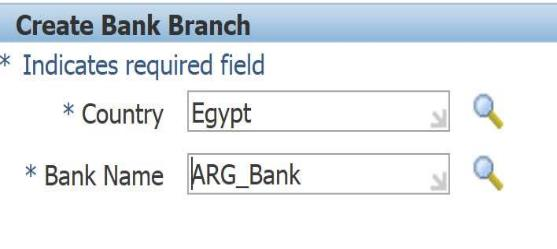 Create Bank Branch
* Indicates required field
* Country Egypt
* Bank Name ARG_Bank